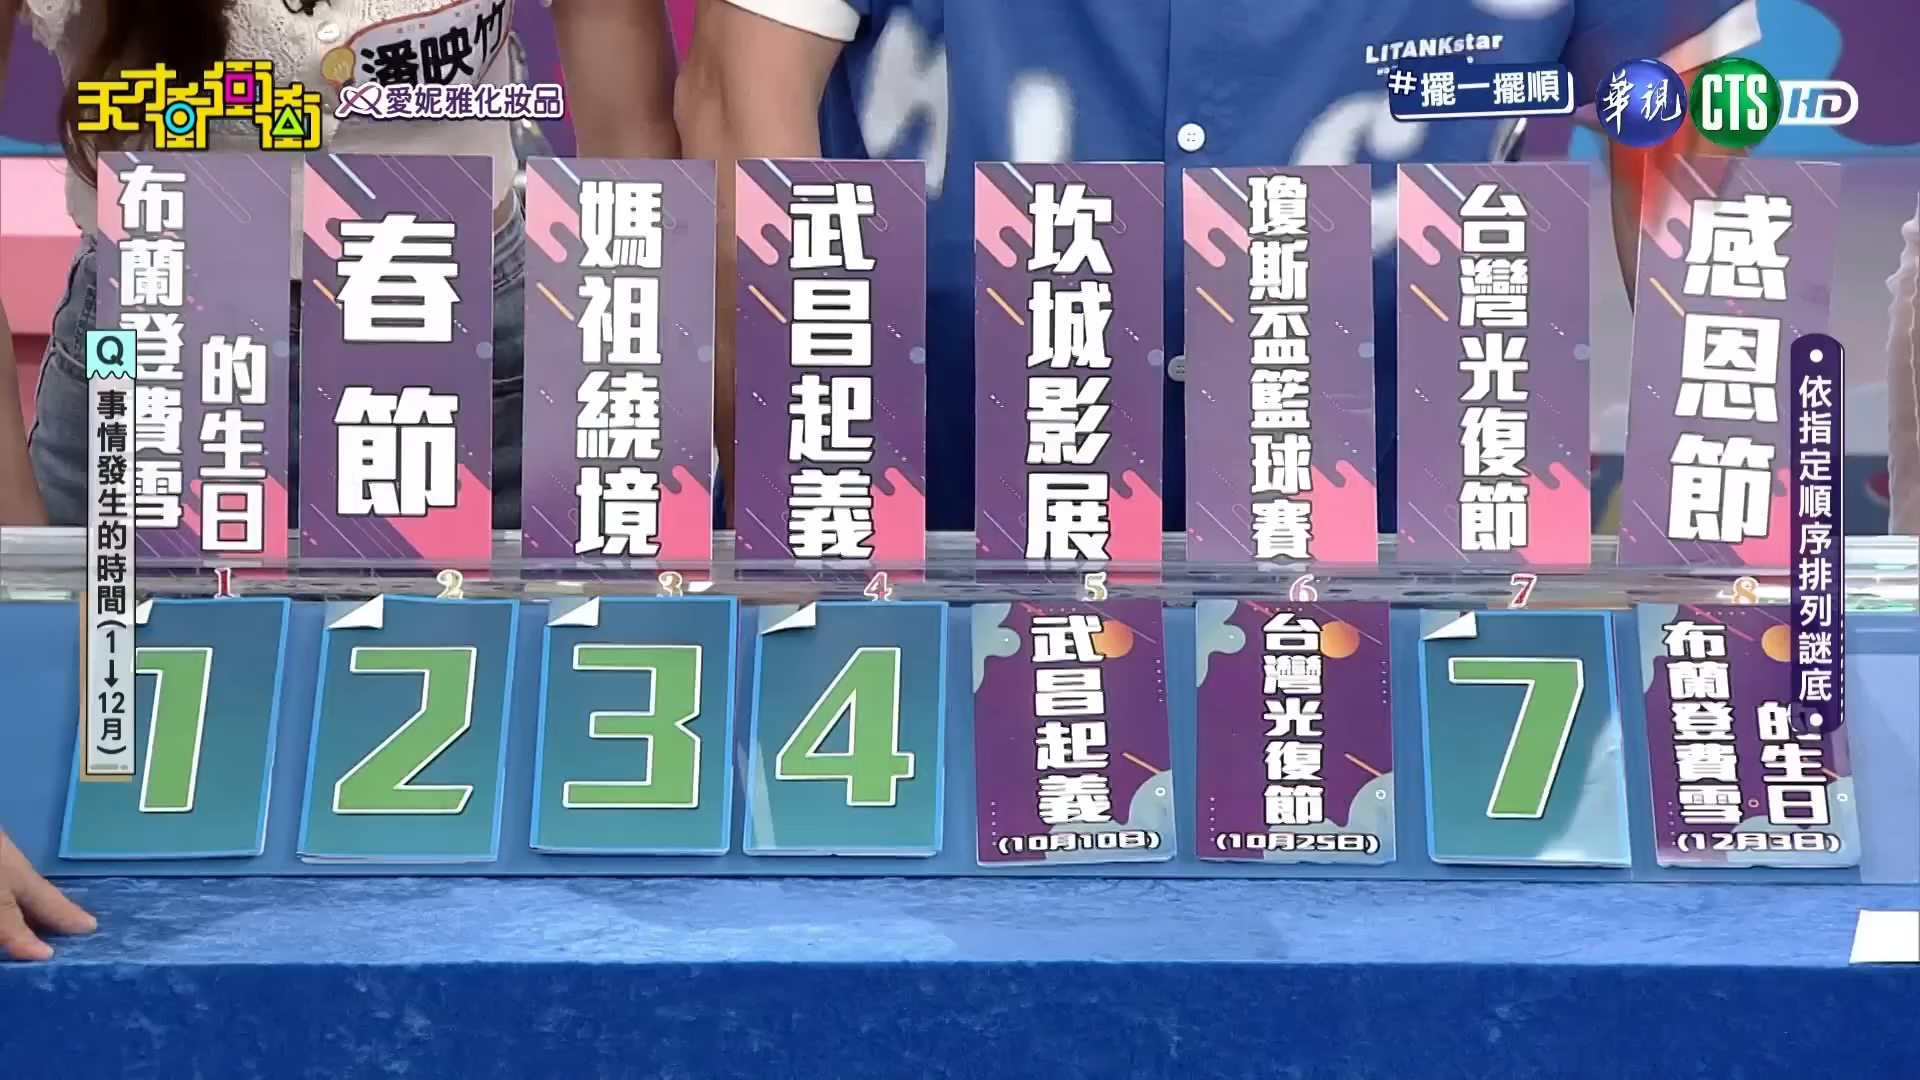 潘映竹
天才衝衝衝
愛妮雅化妝品
LITANKstar
#擺一擺順
華視
CTS
HD
布蘭登費雪
的生日
春節
媽祖繞境
武昌起義
坎城影展
瓊斯盃籃球賽
台灣光復節
感恩節
Q
事情發生的時間(1→12月)
依指定順序排列謎底
1
2
3
4
5
6
7
8
1
2
3
4
武昌起義
(10月10日)
台灣光復節
(10月25日)
7
布蘭登費雪
的生日
(12月3日)